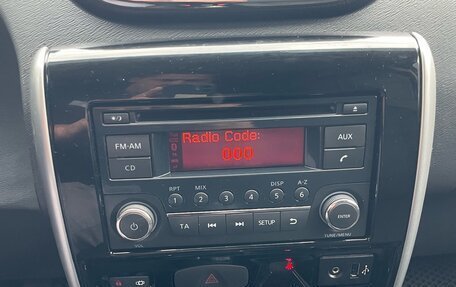 Radio Code:
000
FM-AM
AUX
CD
RPT MIX DISP A-Z
1 2 3 4 5 6
TA SETUP ENTER
VOL TUNE/MENU